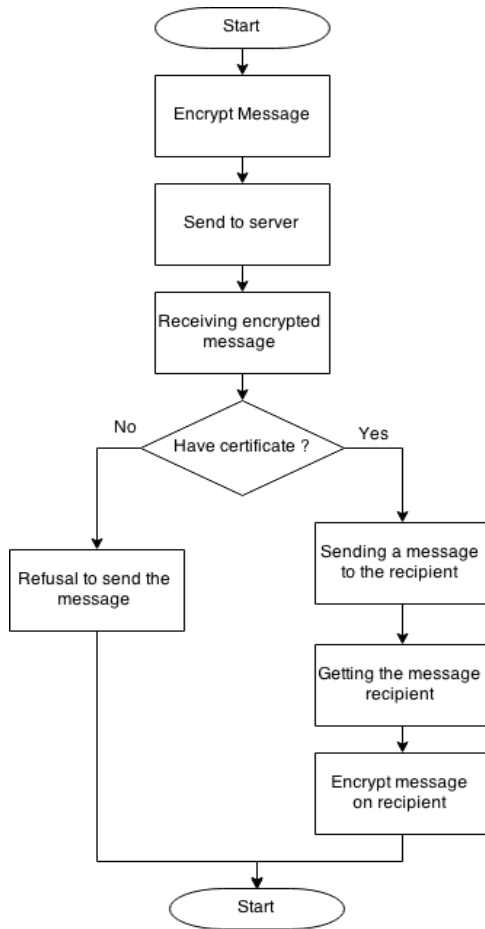 Start
Encrypt Message
Send to server
Receiving encrypted
message
Have certificate ?
No
Yes
Refusal to send the
message
Sending a message
to the recipient
Getting the message
recipient
Encrypt message
on recipient
Start